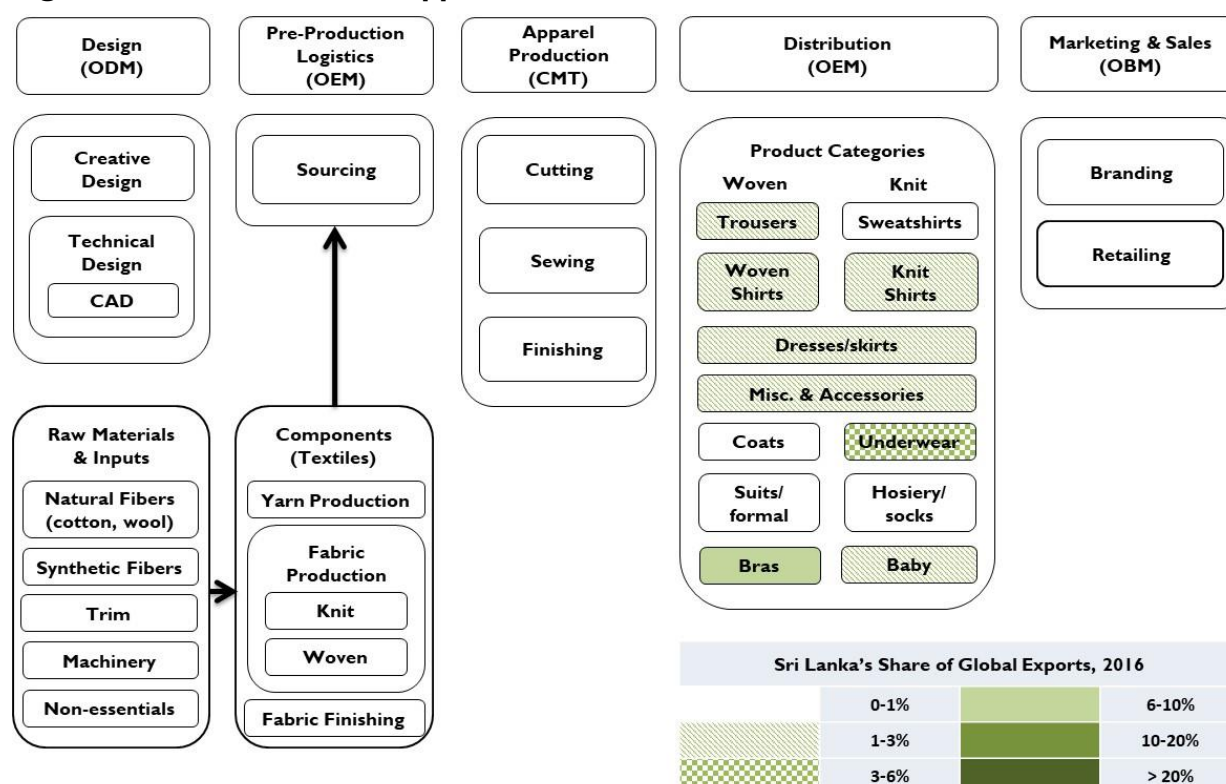 Design
(ODM)
Pre-Production
Logistics
(OEM)
Apparel
Production
(CMT)
Distribution
(OEM)
Marketing & Sales
(OBM)
Creative
Design
Technical
Design
CAD
Sourcing
Cutting
Sewing
Finishing
Product Categories
Woven
Knit
Trousers
Sweatshirts
Woven
Shirts
Knit
Shirts
Dresses/skirts
Misc. & Accessories
Coats
Underwear
Suits/
formal
Hosiery/
socks
Bras
Baby
Branding
Retailing
Raw Materials
& Inputs
Natural Fibers
(cotton, wool)
Synthetic Fibers
Trim
Machinery
Non-essentials
Components
(Textiles)
Yarn Production
Fabric
Production
Knit
Woven
Fabric Finishing
Sri Lanka's Share of Global Exports, 2016
0-1%
6-10%
1-3%
10-20%
3-6%
> 20%